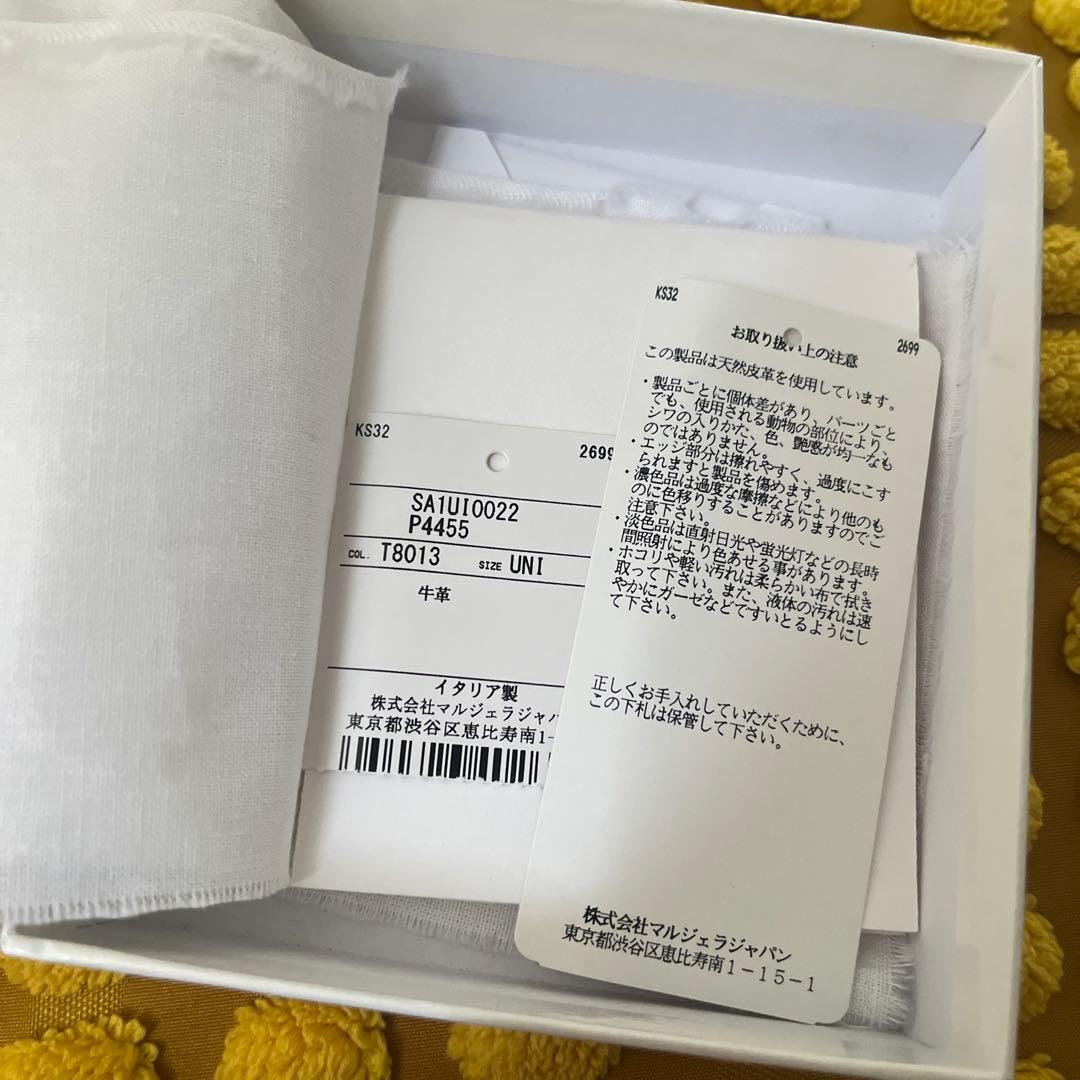 KS32
2699
SA1UI0022
P4455
COL. T8013 SIZE UNI
牛革
イタリア製
株式会社マルジェラジャパ
東京都渋谷区恵比寿南1-
KS32
2699
お取り扱い上の注意
この製品は天然皮革を使用しています。
・製品ごとに個体差があり、パーツごと
でも、使用される動物の部位により、
シワの入りかた、色、艶感が均一なも
のではありません。
・エッジ部分は擦れやすく、過度にこす
られますと製品を傷めます。
・濃色品は過度な摩擦などにより他のも
のに色移りすることがありますのでご
注意下さい。
・淡色品は直射日光や蛍光灯などの長時
間照射により色あせる事があります。
・ホコリや軽い汚れは柔らかい布で拭き
取って下さい。また、液体の汚れは速
やかにガーゼなどですいとるようにし
て下さい。
正しくお手入れしていただくために、
この下札は保管して下さい。
株式会社マルジェラジャパン
東京都渋谷区恵比寿南1-15-1